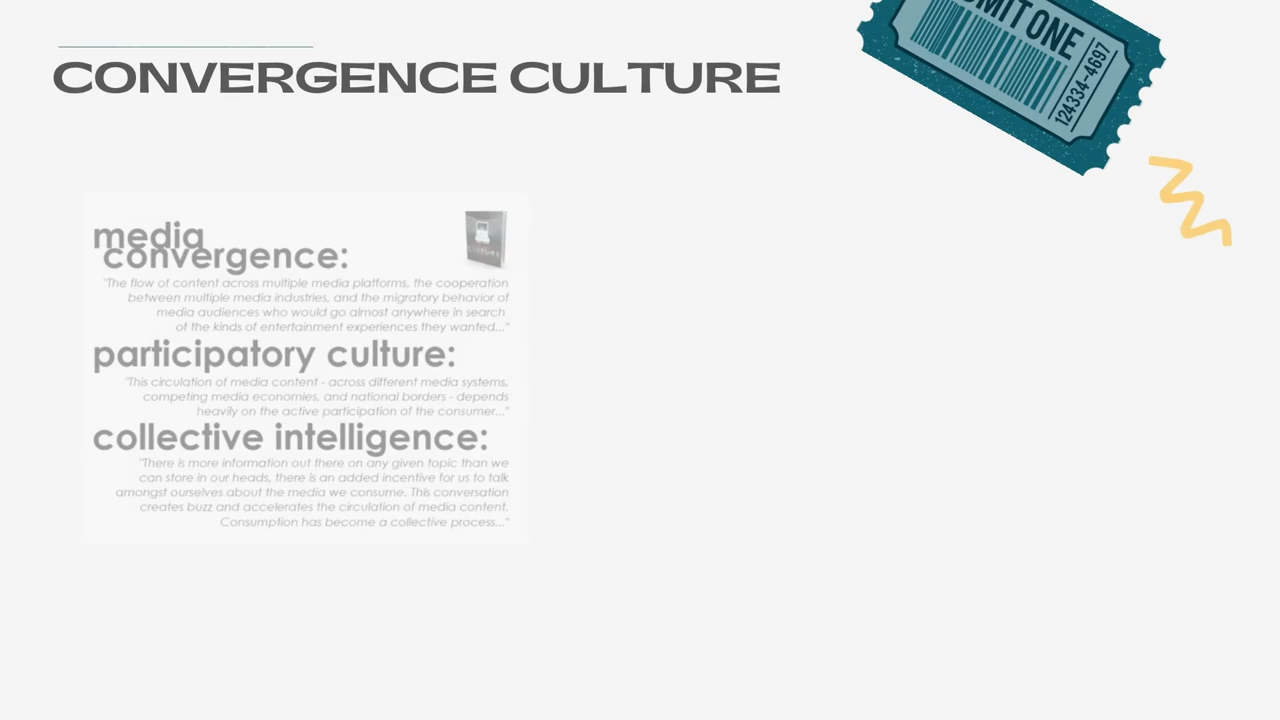 CONVERGENCE CULTURE
ADMIT ONE
124334-4697
media
convergence:
CULTURE
"The flow of content across multiple media platforms, the cooperation
between multiple media industries, and the migratory behavior of
media audiences who would go almost anywhere in search
of the kinds of entertainment experiences they wanted..."
participatory culture:
"This circulation of media content - across different media systems,
competing media economies, and national borders - depends
heavily on the active participation of the consumer..."
collective intelligence:
"There is more information out there on any given topic than we
can store in our heads, there is an added incentive for us to talk
amongst ourselves about the media we consume. This conversation
creates buzz and accelerates the circulation of media content.
Consumption has become a collective process..."